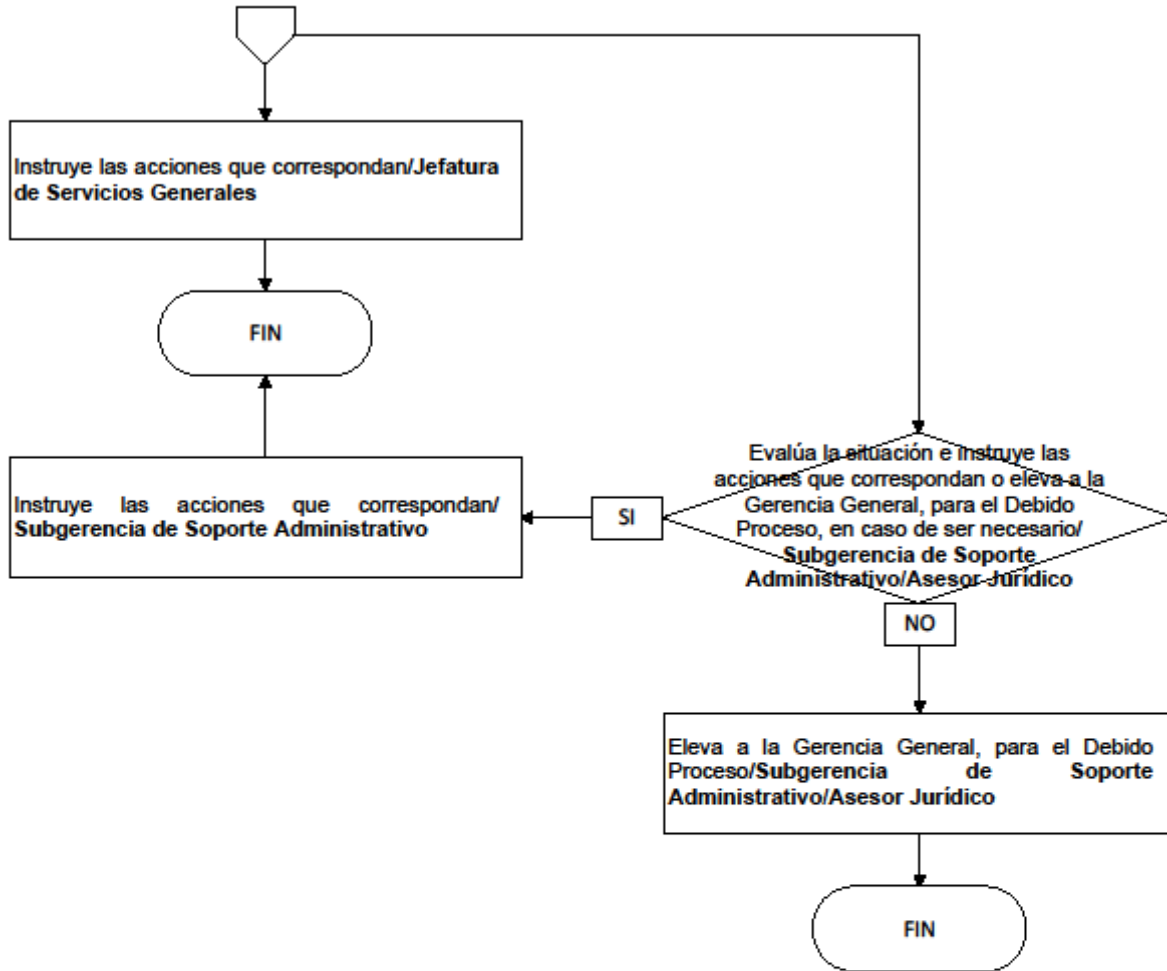 Instruye las acciones que correspondan/Jefatura
de Servicios Generales
FIN
Instruye las acciones que correspondan/
Subgerencia de Soporte Administrativo
SI
Evalúa la situación e instruye las
acciones que correspondan o eleva a la
Gerencia General, para el Debido
Proceso, en caso de ser necesario/
Subgerencia de Soporte
Administrativo/Asesor Jurídico
NO
Eleva a la Gerencia General, para el Debido
Proceso/Subgerencia de Soporte
Administrativo/Asesor Jurídico
FIN